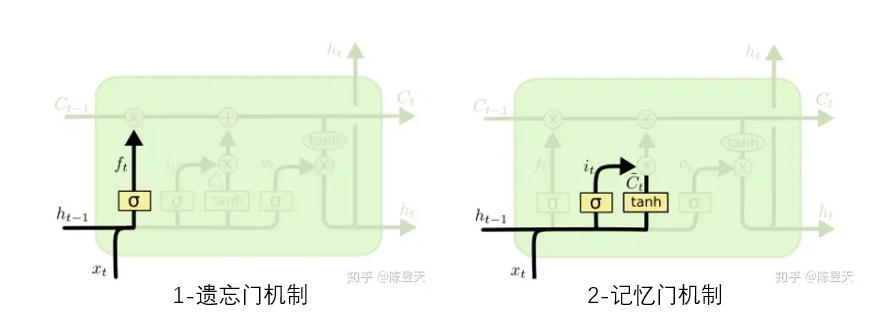 h_t
C_{t-1}
C_t
tanh
f_t
i_t
C̃_t
o_t
σ
σ
tanh
σ
h_{t-1}
h_t
x_t
知乎 @陈昱天
1-遗忘门机制
h_t
C_{t-1}
C_t
tanh
f_t
i_t
C̃_t
o_t
σ
σ
tanh
σ
h_{t-1}
h_t
x_t
知乎 @陈昱天
2-记忆门机制